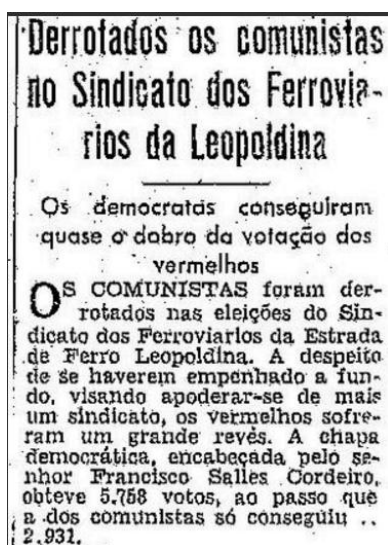 Derrotados os comunistas
no Sindicato dos Ferrovia-
rios da Leopoldina
Os democratas conseguiram
quase o dobro da votação dos
vermelhos
OS COMUNISTAS foram der-
rotados nas eleições do Sin-
dicato dos Ferroviarios da Estrada
de Ferro Leopoldina. A despeito
de se haverem empenhado a fun-
do, visando apoderar-se de mais
um sindicato, os vermelhos sofre-
ram um grande revés. A chapa
democrática, encabeçada pelo se-
nhor Francisco Salles Cordeiro,
obteve 5.758 votos, ao passo que
a dos comunistas só conseguiu ..
2.931.